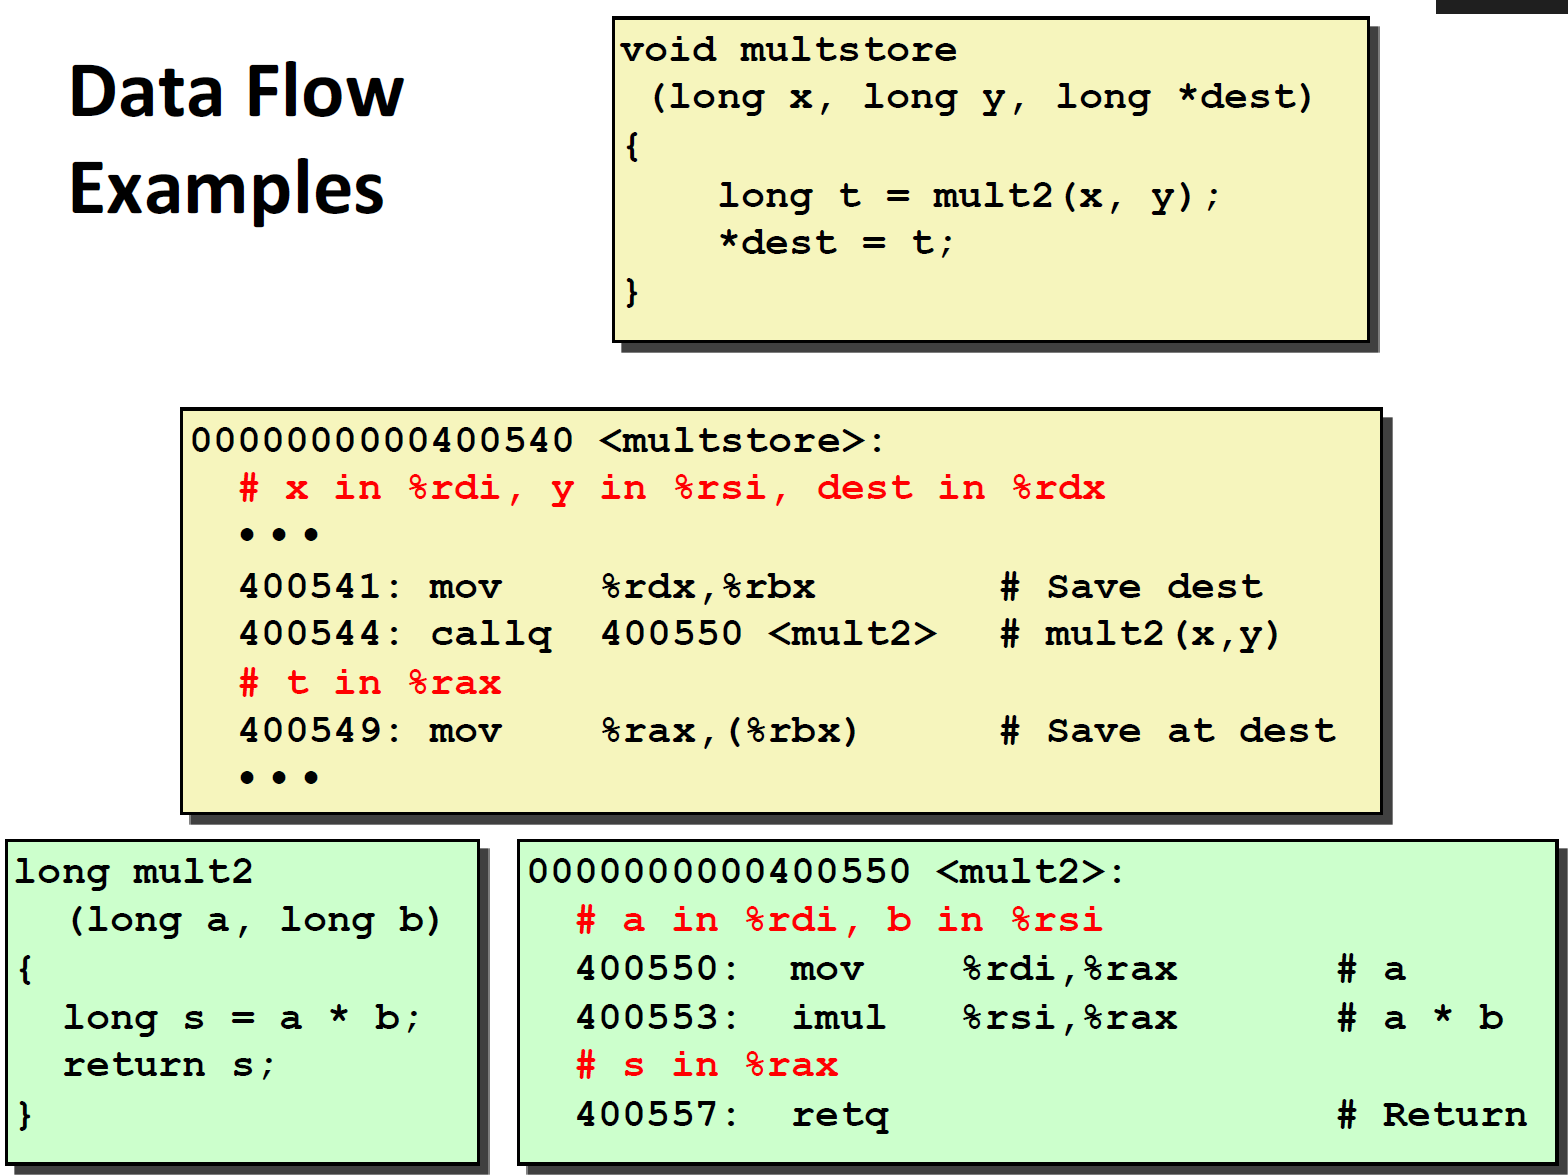 Data Flow
Examples
void multstore
(long x, long y, long *dest)
{
long t = mult2(x, y);
*dest = t;
}
0000000000400540 <multstore>:
# x in %rdi, y in %rsi, dest in %rdx
•••
400541: mov %rdx,%rbx # Save dest
400544: callq 400550 <mult2> # mult2(x,y)
# t in %rax
400549: mov %rax,(%rbx) # Save at dest
•••
long mult2
(long a, long b)
{
long s = a * b;
return s;
}
0000000000400550 <mult2>:
# a in %rdi, b in %rsi
400550: mov %rdi,%rax # a
400553: imul %rsi,%rax # a * b
# s in %rax
400557: retq # Return